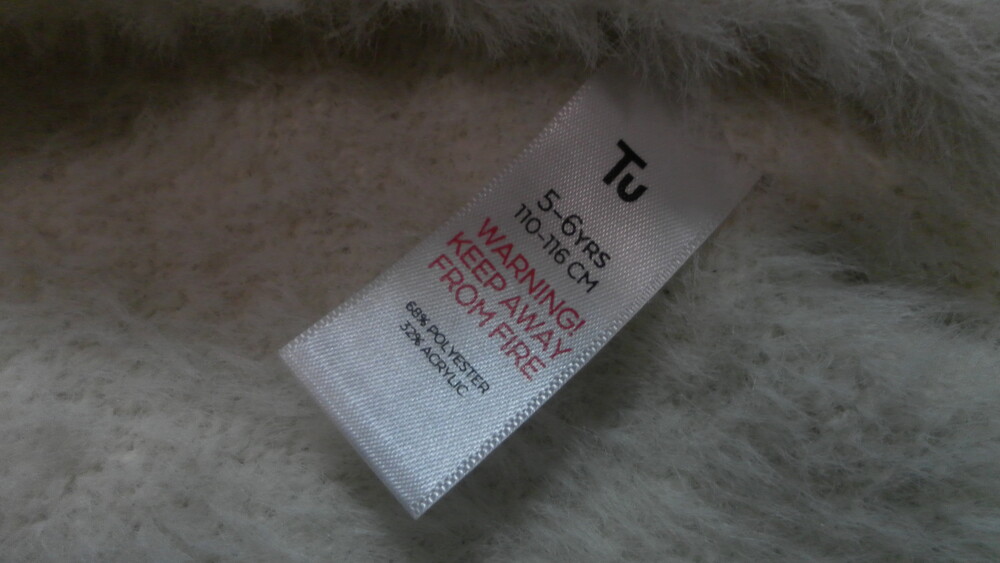 Tu
5-6YRS
110-116 CM
WARNING!
KEEP AWAY
FROM FIRE
68% POLYESTER
32% ACRYLIC